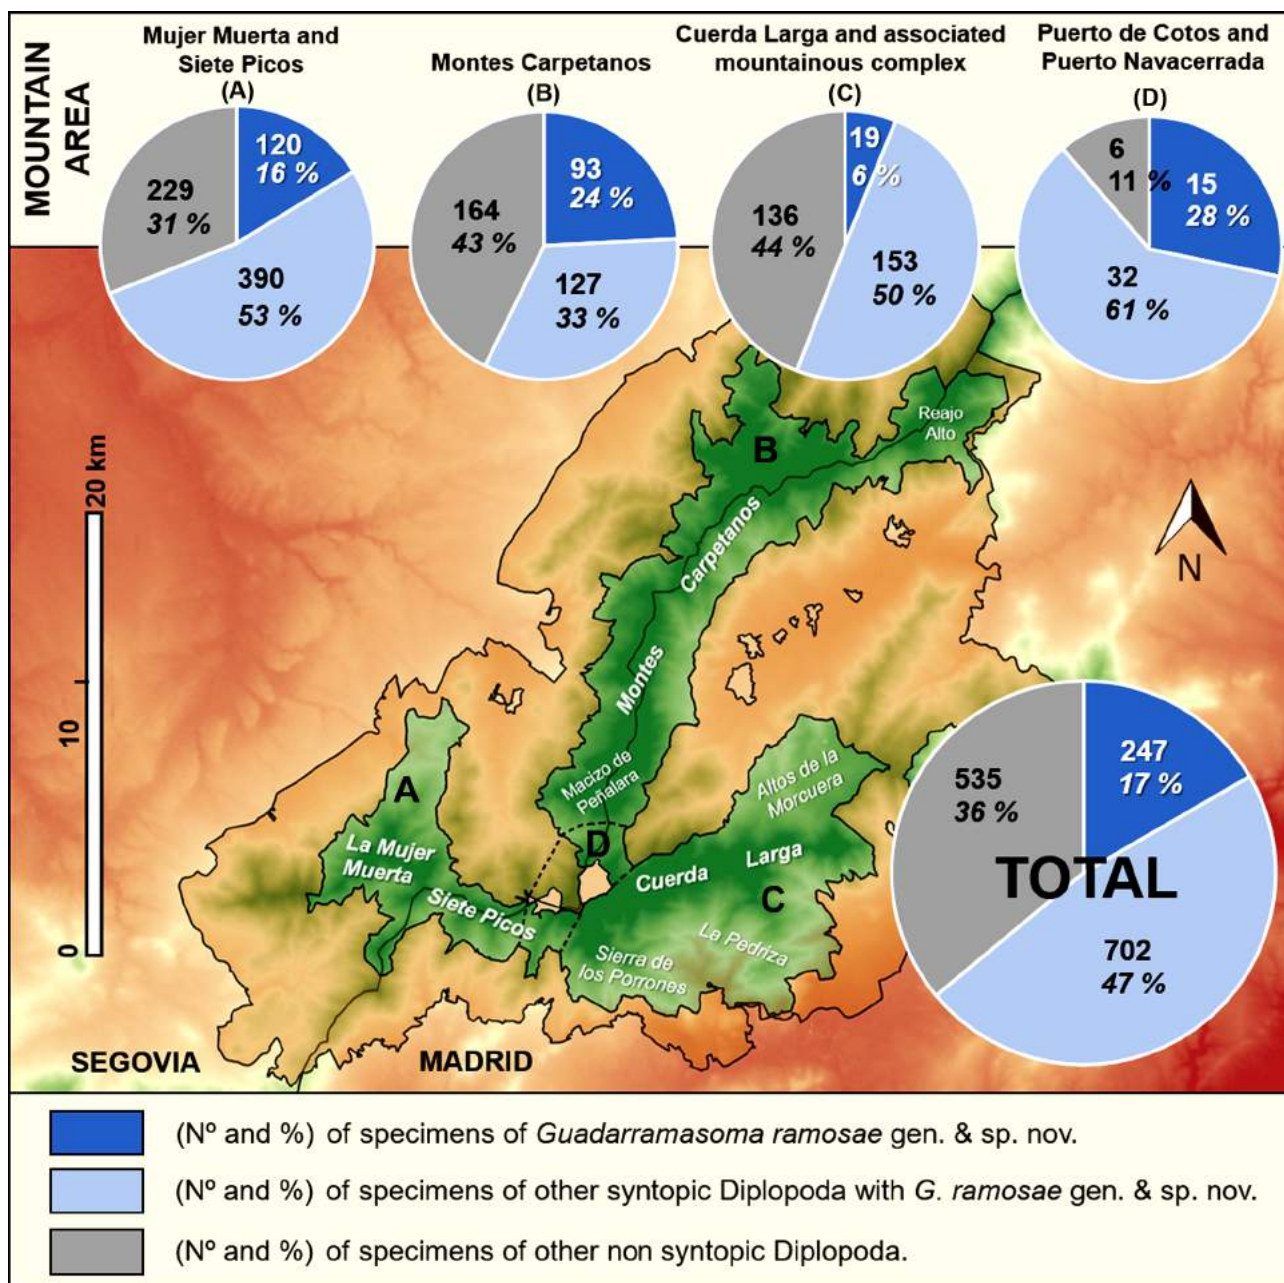 MOUNTAIN
AREA
Mujer Muerta and
Siete Picos
(A)
120
16 %
229
31 %
390
53 %
Montes Carpetanos
(B)
93
24 %
164
43 %
127
33 %
Cuerda Larga and associated
mountainous complex
(C)
19
6 %
136
44 %
153
50 %
Puerto de Cotos and
Puerto Navacerrada
(D)
6
11 %
15
28 %
32
61 %
20 km
10
0
B
Reajo
Alto
Carpetanos
Montes
N
Macizo de
Peñalara
A
La Mujer
Muerta
Siete Picos
D
Altos de la
Morcuera
Cuerda Larga
C
La Pedriza
Sierra de
los Porrones
247
17 %
535
36 %
TOTAL
702
47 %
SEGOVIA
MADRID
(Nº and %) of specimens of Guadarramasoma ramosae gen. & sp. nov.
(Nº and %) of specimens of other syntopic Diplopoda with G. ramosae gen. & sp. nov.
(Nº and %) of specimens of other non syntopic Diplopoda.